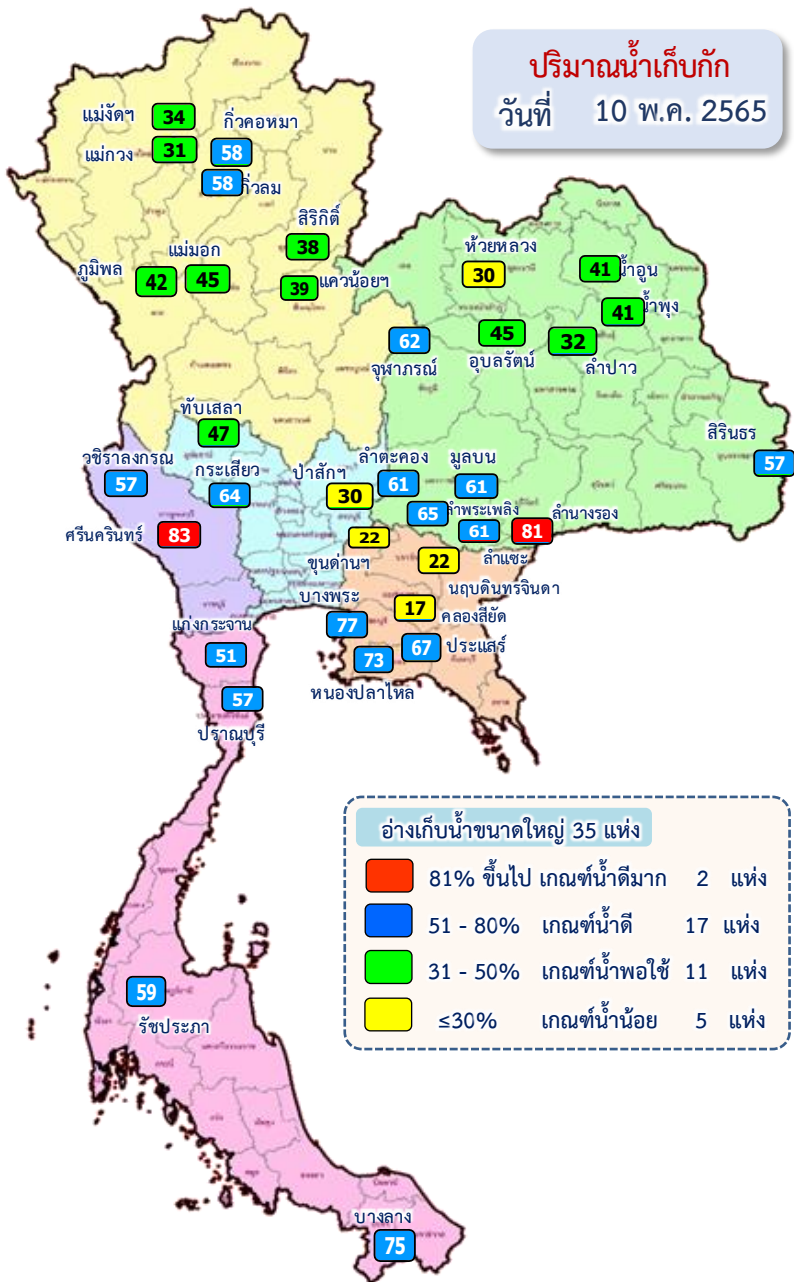 ปริมาณน้ำเก็บกัก
วันที่ 10 พ.ค. 2565
แม่งัดฯ 34
กิ่วคอหมา 58
แม่กวง 31
58 กิ่วลม
สิริกิติ์ 38
แม่มอก 45
ภูมิพล 42
39 แควน้อยฯ
ห้วยหลวง 30
41 น้ำอูน
41 น้ำพุง
62 จุฬาภรณ์
45 อุบลรัตน์
32 ลำปาว
ทับเสลา 47
สิรินธร 57
วชิราลงกรณ 57
กระเสียว 64
ป่าสักฯ 30
ลำตะคอง 61
มูลบน 61
65 ลำพระเพลิง
61 ลำแซะ
81 ลำนางรอง
ศรีนครินทร์ 83
22 ขุนด่านฯ
22 นฤบดินทรจินดา
บางพระ 77
17 คลองสียัด
67 ประแสร์
73 หนองปลาไหล
แก่งกระจาน 51
57 ปราณบุรี
อ่างเก็บน้ำขนาดใหญ่ 35 แห่ง
81% ขึ้นไป เกณฑ์น้ำดีมาก 2 แห่ง
51 - 80% เกณฑ์น้ำดี 17 แห่ง
31 - 50% เกณฑ์น้ำพอใช้ 11 แห่ง
≤30% เกณฑ์น้ำน้อย 5 แห่ง
59 รัชประภา
บางลาง 75